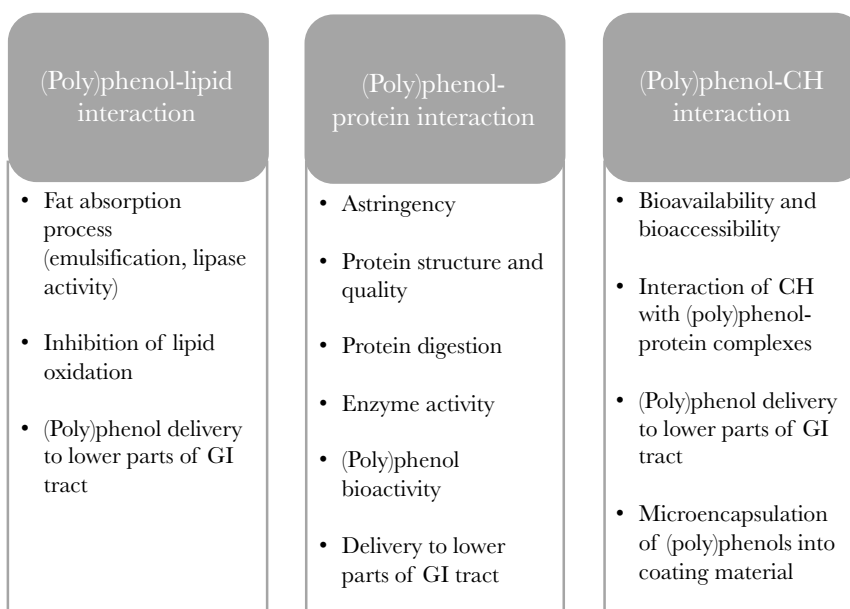 (Poly)phenol-lipid
interaction
• Fat absorption
process
(emulsification, lipase
activity)
• Inhibition of lipid
oxidation
• (Poly)phenol delivery
to lower parts of GI
tract
(Poly)phenol-
protein interaction
• Astringency
• Protein structure and
quality
• Protein digestion
• Enzyme activity
• (Poly)phenol
bioactivity
• Delivery to lower
parts of GI tract
(Poly)phenol-CH
interaction
• Bioavailability and
bioaccessibility
• Interaction of CH
with (poly)phenol-
protein complexes
• (Poly)phenol delivery
to lower parts of GI
tract
• Microencapsulation
of (poly)phenols into
coating material